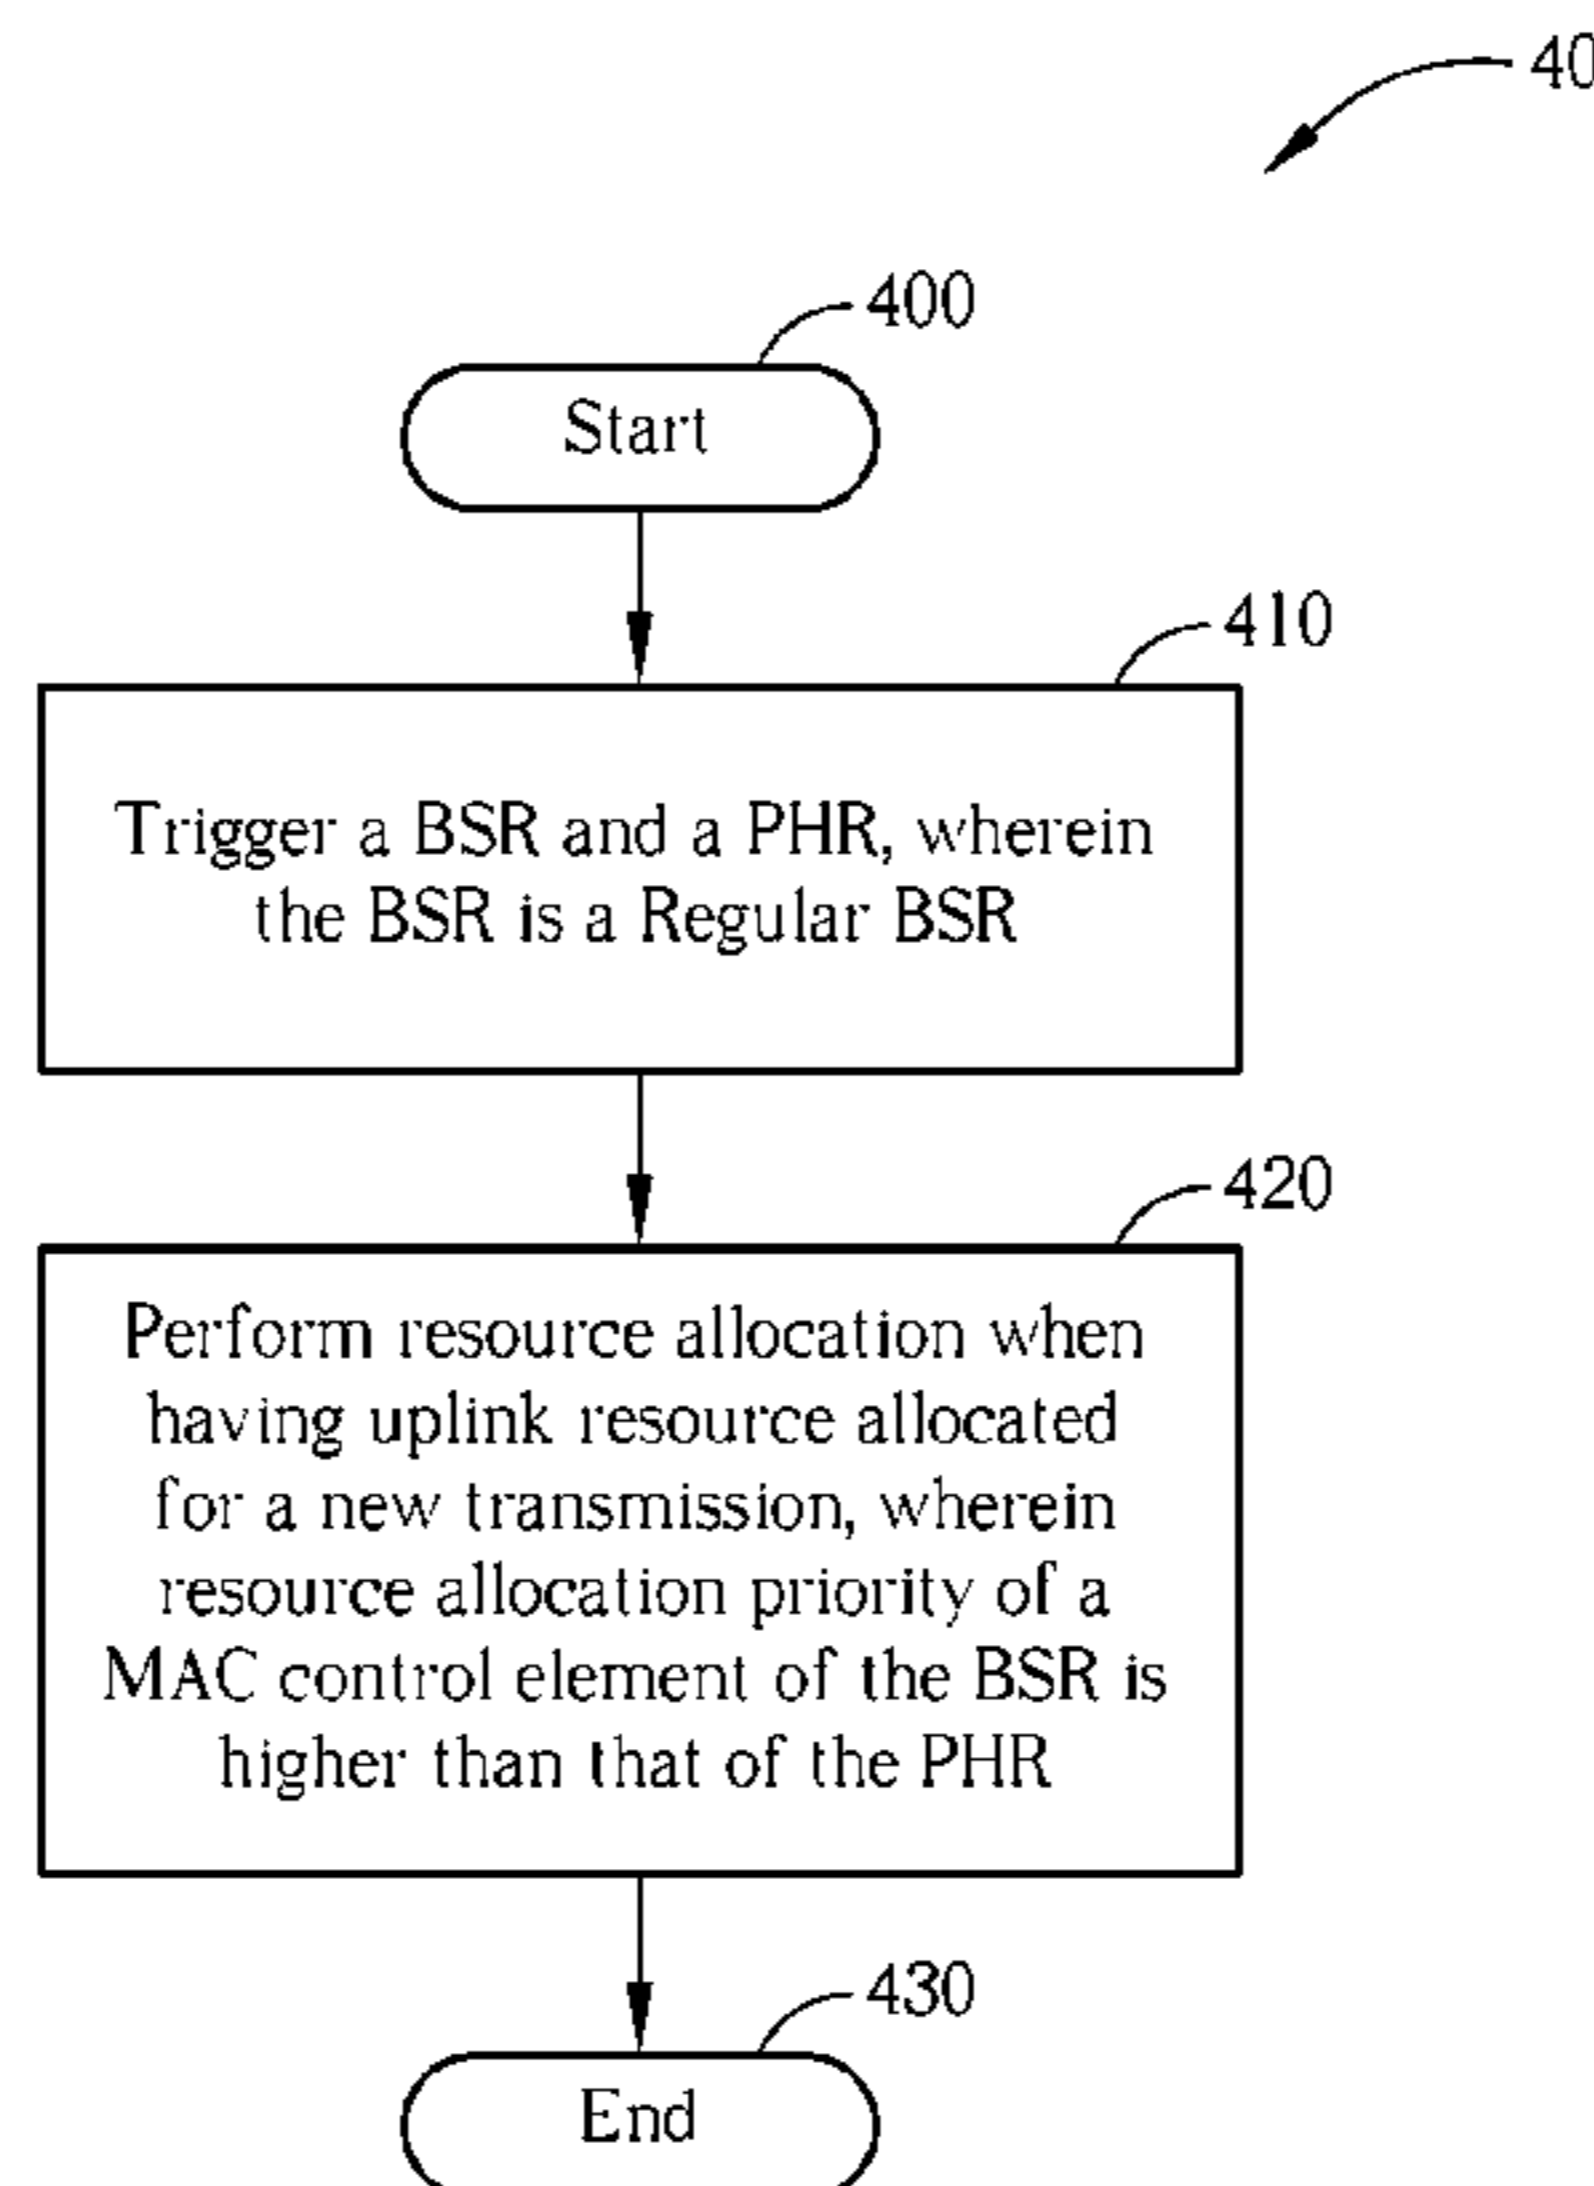 40
400
Start
410
Trigger a BSR and a PHR, wherein
the BSR is a Regular BSR
420
Perform resource allocation when
having uplink resource allocated
for a new transmission, wherein
resource allocation priority of a
MAC control element of the BSR is
higher than that of the PHR
430
End